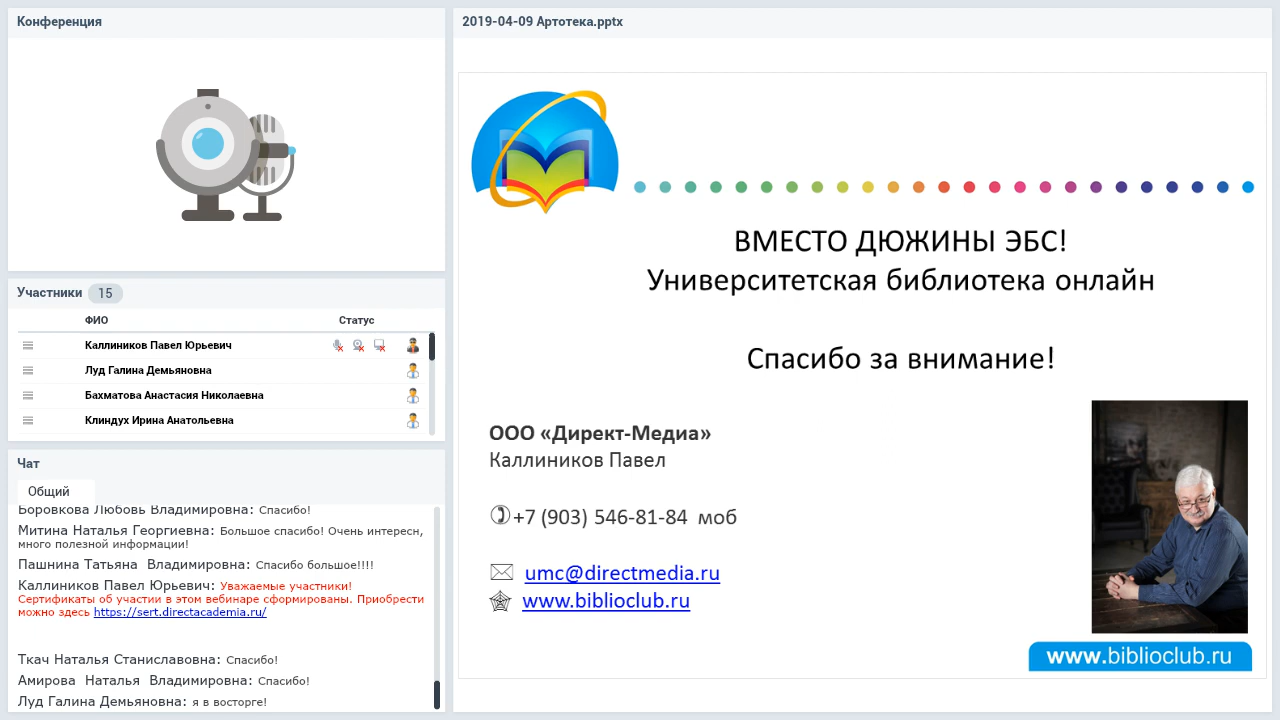 Конференция
Участники 15
ФИО Статус
Каллиников Павел Юрьевич
Луд Галина Демьяновна
Бахматова Анастасия Николаевна
Клиндух Ирина Анатольевна
Чат
Общий
Боровкова Любовь Владимировна: Спасибо!
Митина Наталья Георгиевна: Большое спасибо! Очень интересн,
много полезной информации!
Пашнина Татьяна Владимировна: Спасибо большое!!!!
Каллиников Павел Юрьевич: Уважаемые участники!
Сертификаты об участии в этом вебинаре сформированы. Приобрести
можно здесь https://sert.directacademia.ru/
Ткач Наталья Станиславовна: Спасибо!
Амирова Наталья Владимировна: Спасибо!
Луд Галина Демьяновна: я в восторге!
2019-04-09 Артотека.pptx
ВМЕСТО ДЮЖИНЫ ЭБС!
Университетская библиотека онлайн
Спасибо за внимание!
ООО «Директ-Медиа»
Каллиников Павел
+7 (903) 546-81-84 моб
umc@directmedia.ru
www.biblioclub.ru
www.biblioclub.ru